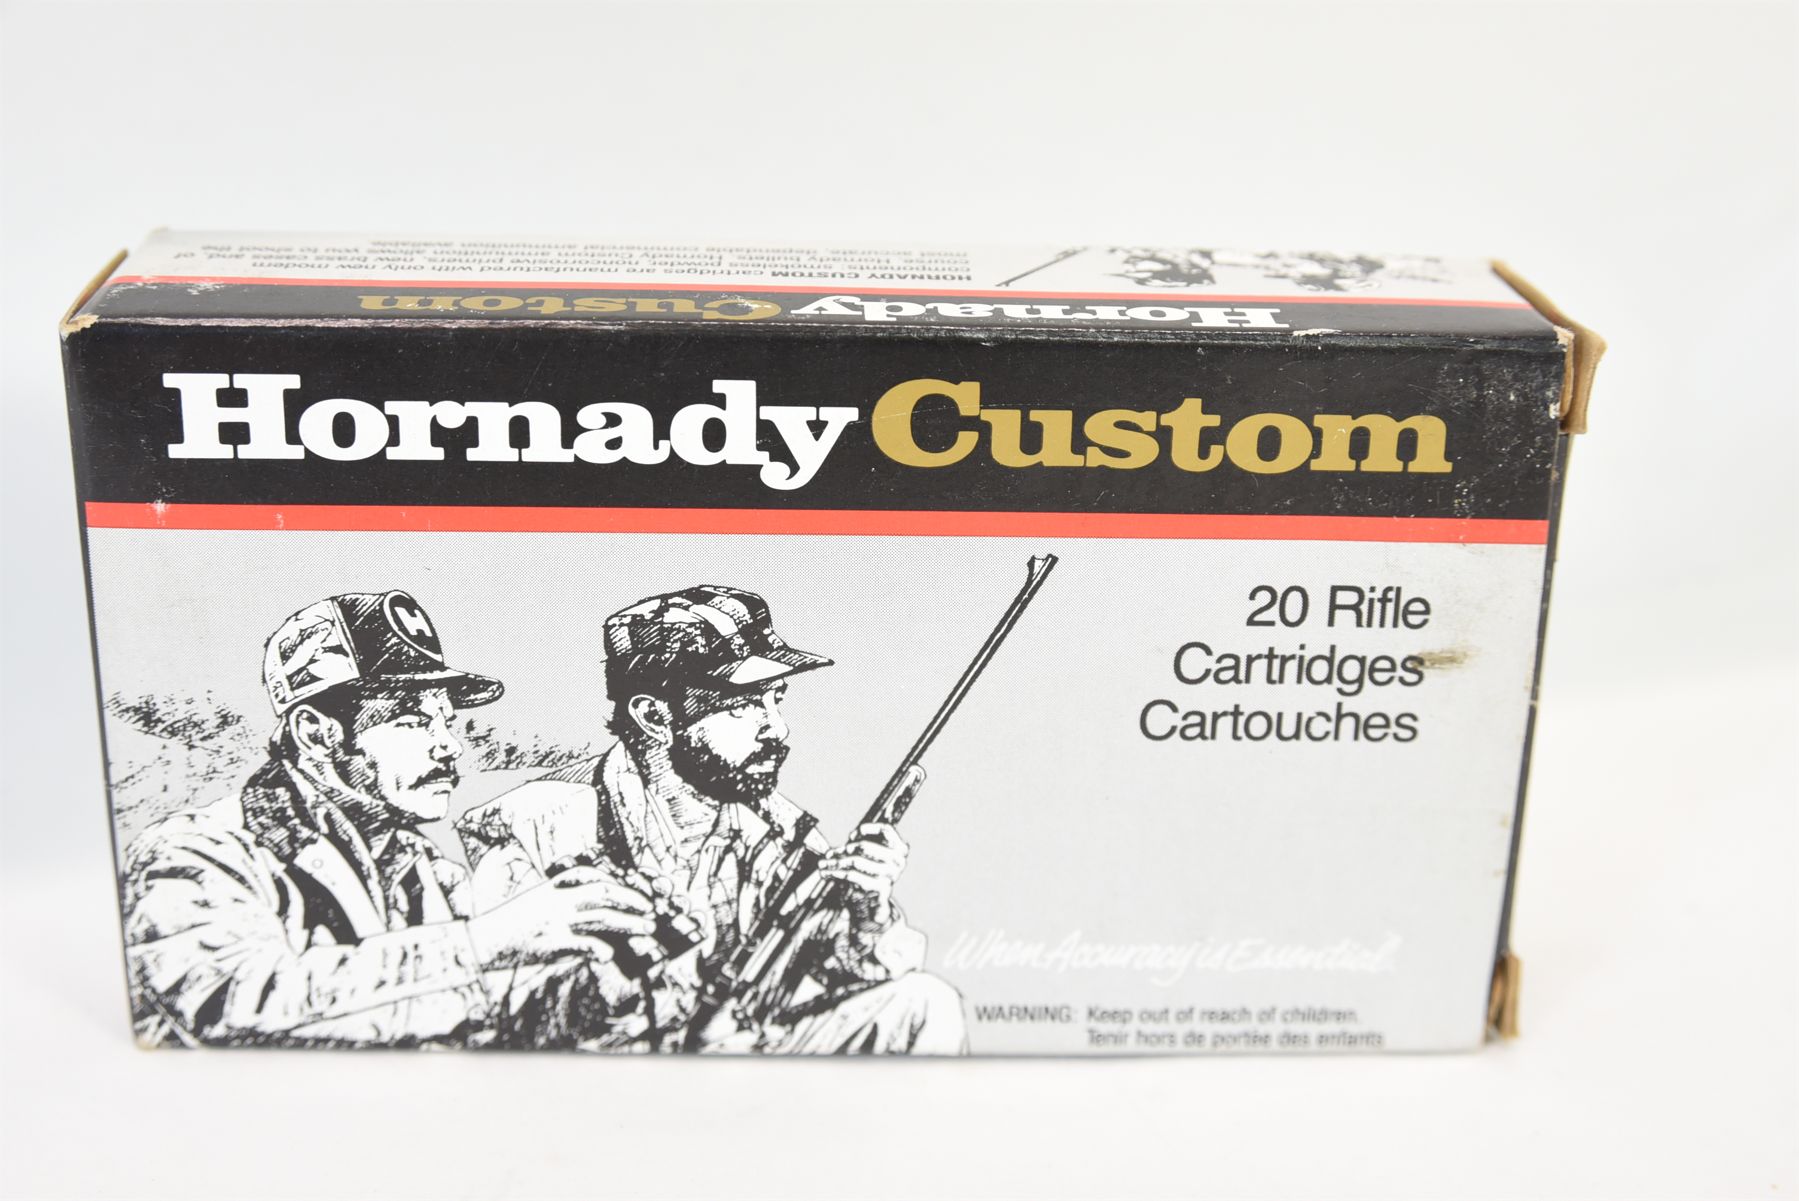 HORNADY CUSTOM cartridges are manufactured with only new modern
components: smokeless powder, noncorrosive primers, new brass cases and, of
course, Hornady bullets. Hornady Custom ammunition allows you to shoot the
most accurate, dependable commercial ammunition available.
Hornady Custom
Hornady Custom
H
20 Rifle
Cartridges
Cartouches
When Accuracy is Essential.
WARNING: Keep out of reach of children.
Tenir hors de portée des enfants